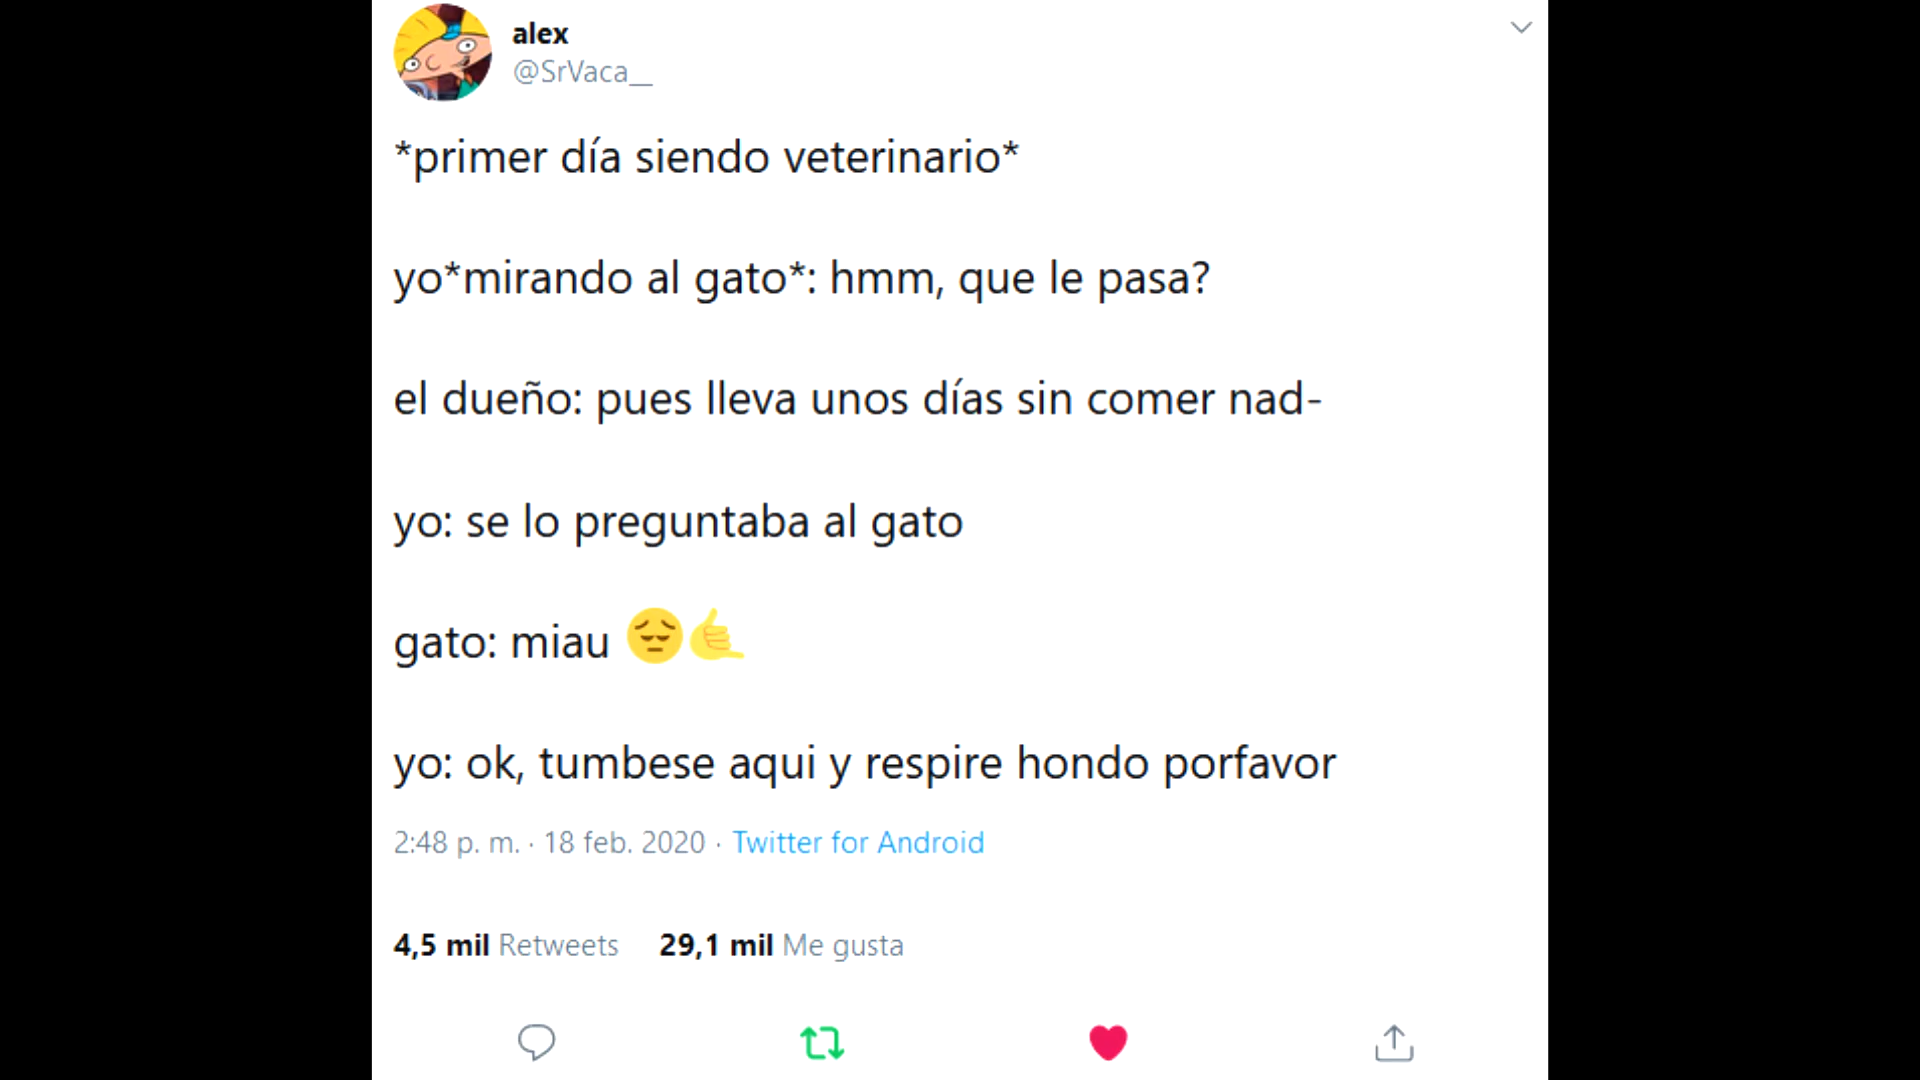 alex
@SrVaca__
*primer día siendo veterinario*
yo*mirando al gato*: hmm, que le pasa?
el dueño: pues lleva unos días sin comer nad-
yo: se lo preguntaba al gato
gato: miau 😔🤙
yo: ok, tumbese aqui y respire hondo porfavor
2:48 p. m. · 18 feb. 2020 · Twitter for Android
4,5 mil Retweets 29,1 mil Me gusta